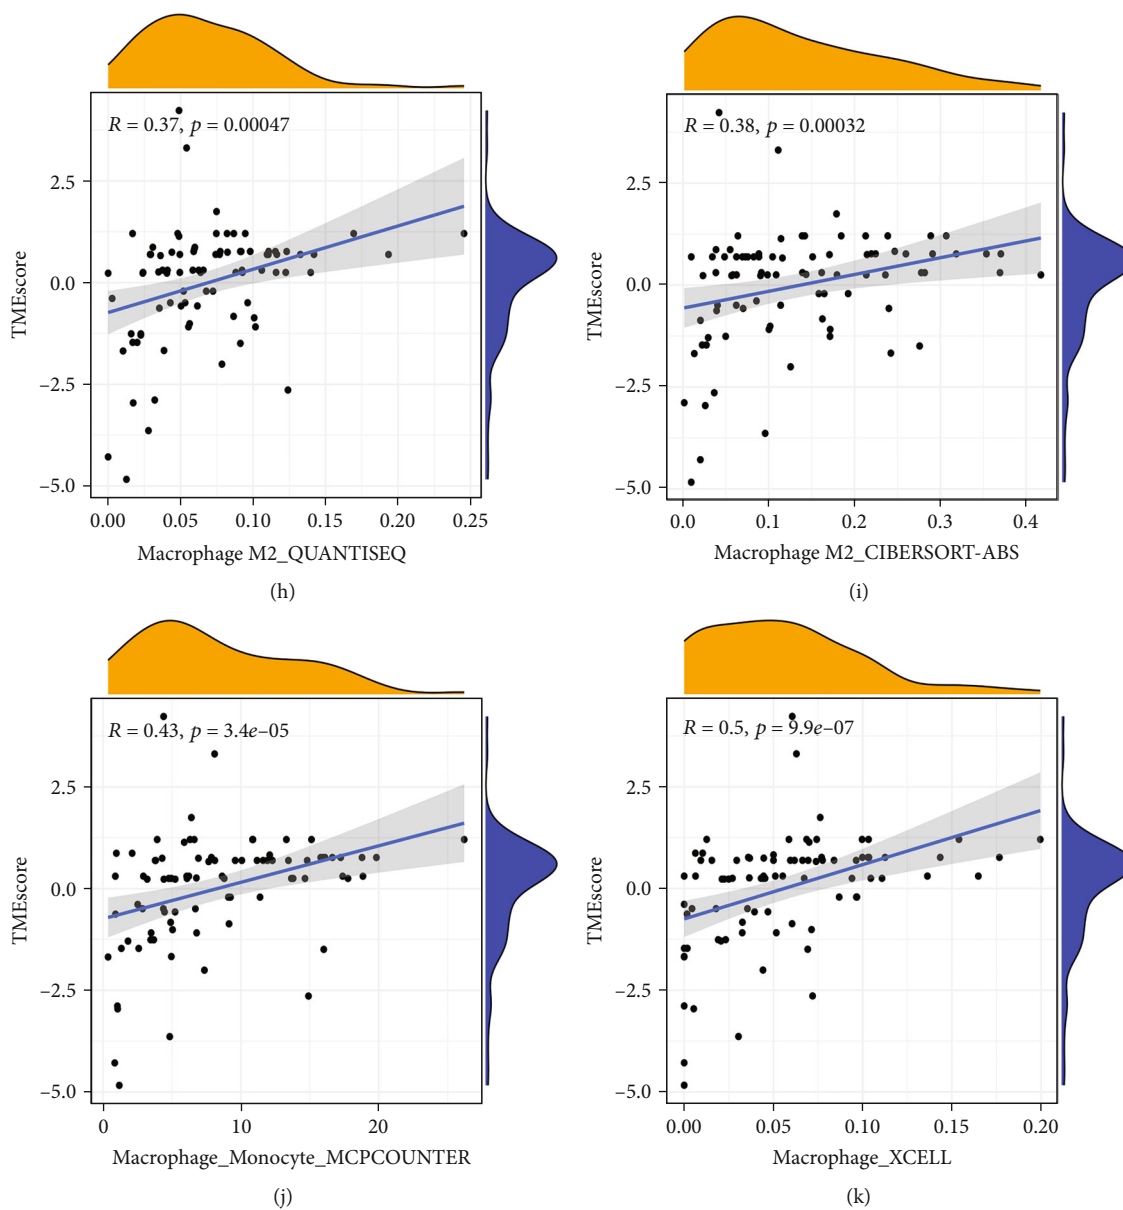 R = 0.37, p = 0.00047
TMEscore
2.5
0.0
−2.5
−5.0
0.00 0.05 0.10 0.15 0.20 0.25
Macrophage M2_QUANTISEQ
(h)
R = 0.38, p = 0.00032
TMEscore
2.5
0.0
−2.5
−5.0
0.0 0.1 0.2 0.3 0.4
Macrophage M2_CIBERSORT-ABS
(i)
R = 0.43, p = 3.4e−05
TMEscore
2.5
0.0
−2.5
−5.0
0 10 20
Macrophage_Monocyte_MCPCOUNTER
(j)
R = 0.5, p = 9.9e−07
TMEscore
2.5
0.0
−2.5
−5.0
0.00 0.05 0.10 0.15 0.20
Macrophage_XCELL
(k)